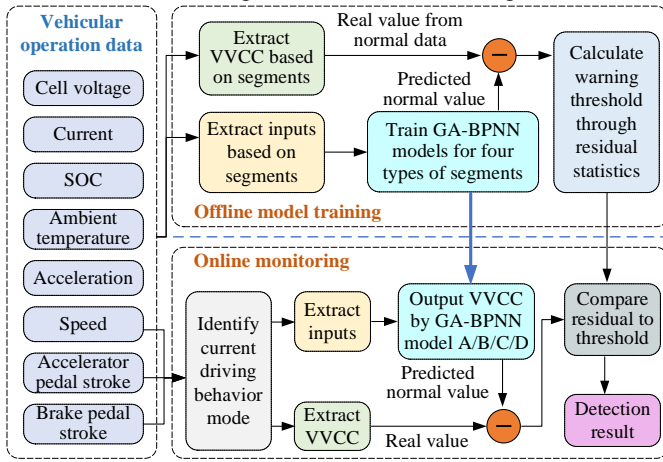 Vehicular
operation data
Cell voltage
Current
SOC
Ambient
temperature
Acceleration
Speed
Accelerator
pedal stroke
Brake pedal
stroke
Extract
VVCC based
on segments
Real value from
normal data
−
Predicted
normal value
Extract inputs
based on
segments
Train GA-BPNN
models for four
types of segments
Calculate
warning
threshold
through
residual
statistics
Offline model training
Online monitoring
Identify
current
driving
behavior
mode
Extract
inputs
Output VVCC
by GA-BPNN
model A/B/C/D
Compare
residual to
threshold
Predicted
normal value
Extract
VVCC
Real value
−
Detection
result